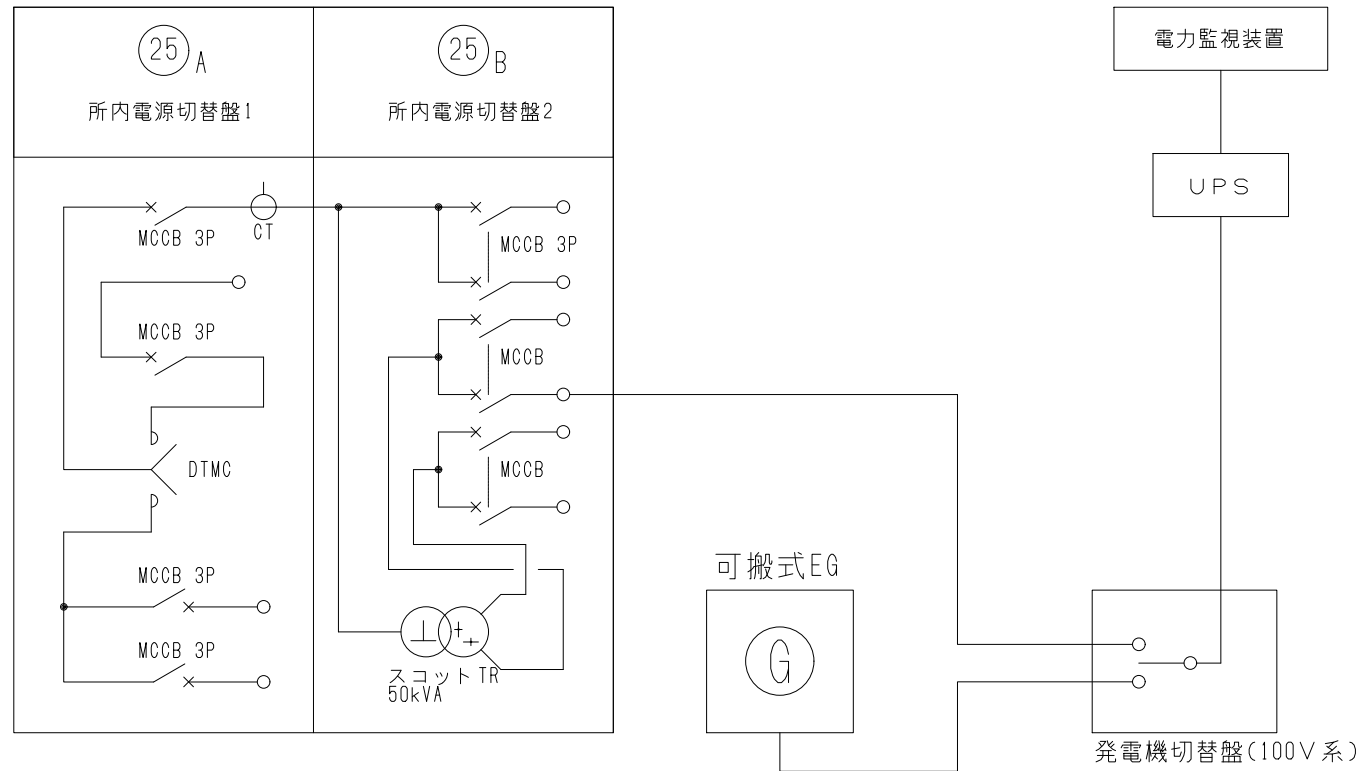 25 A
所内電源切替盤1
25 B
所内電源切替盤2
電力監視装置
UPS
MCCB 3P
CT
MCCB 3P
MCCB 3P
MCCB
DTMC
MCCB
MCCB 3P
MCCB 3P
スコットTR
50kVA
可搬式EG
G
発電機切替盤(100V系)